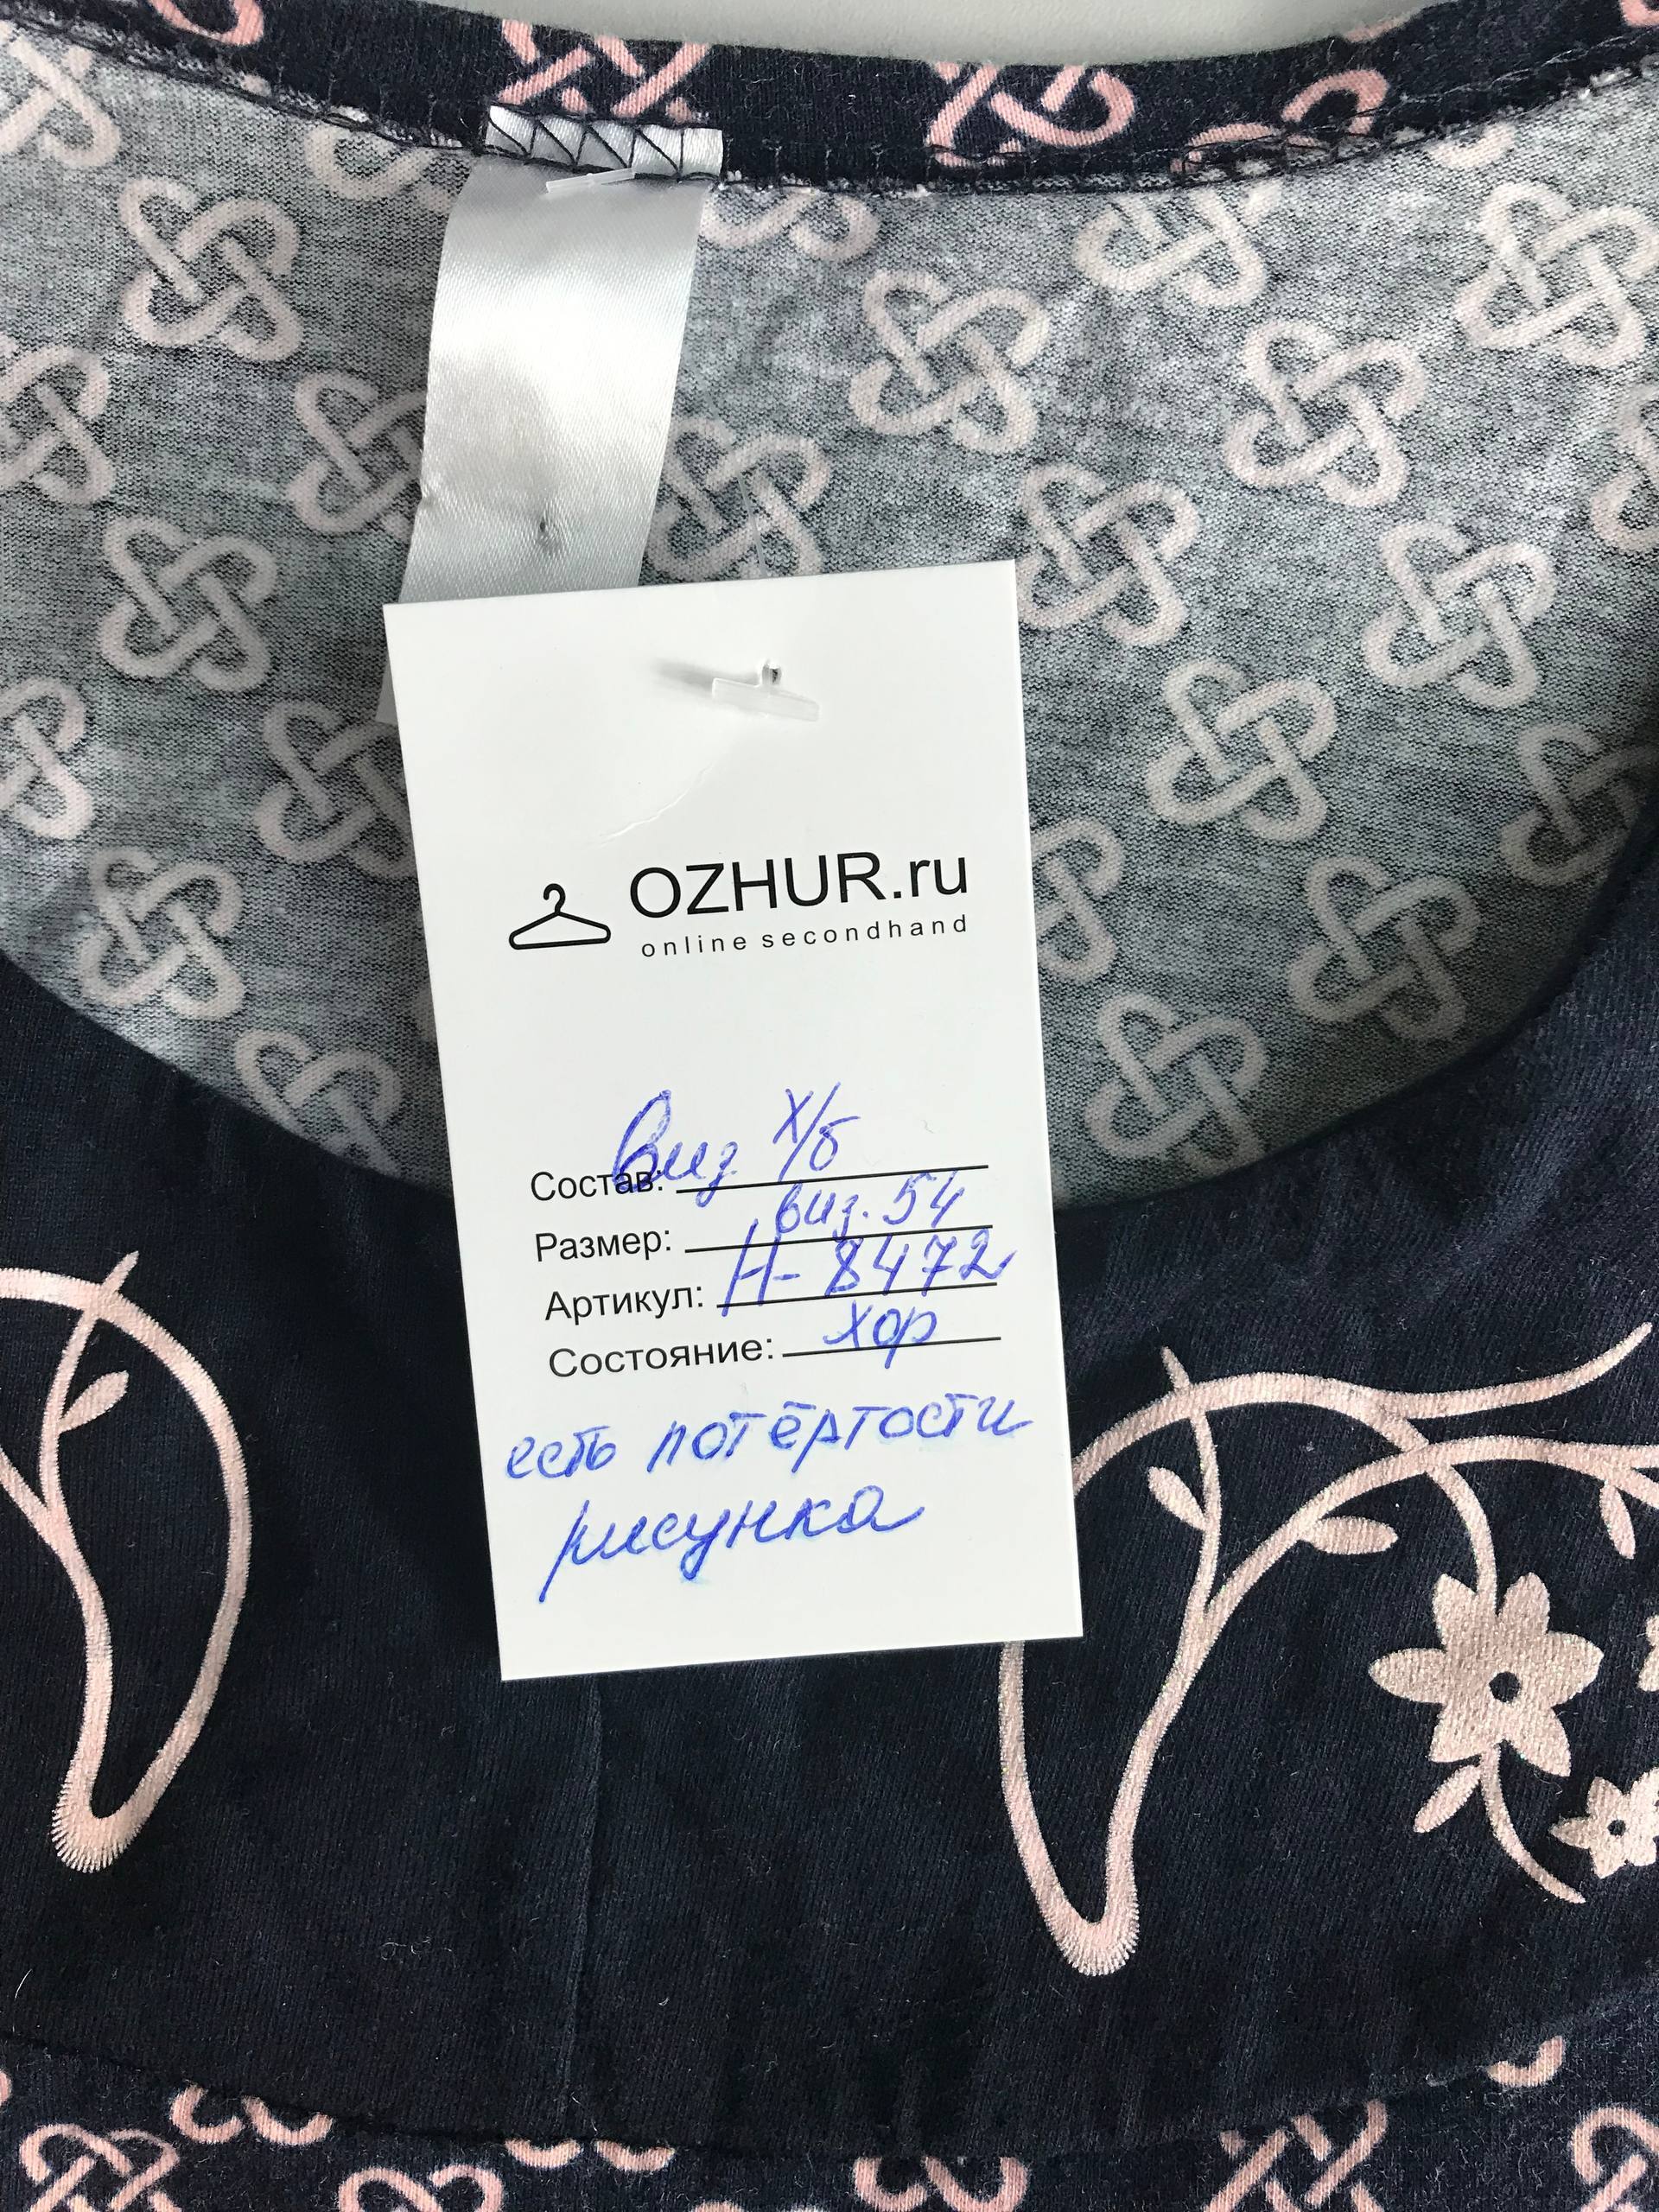 OZHUR.ru
online secondhand
Состав: виз х/б
Размер: виз. 54
Артикул: Н-8472
Состояние: хор
есть потёртости
рисунка